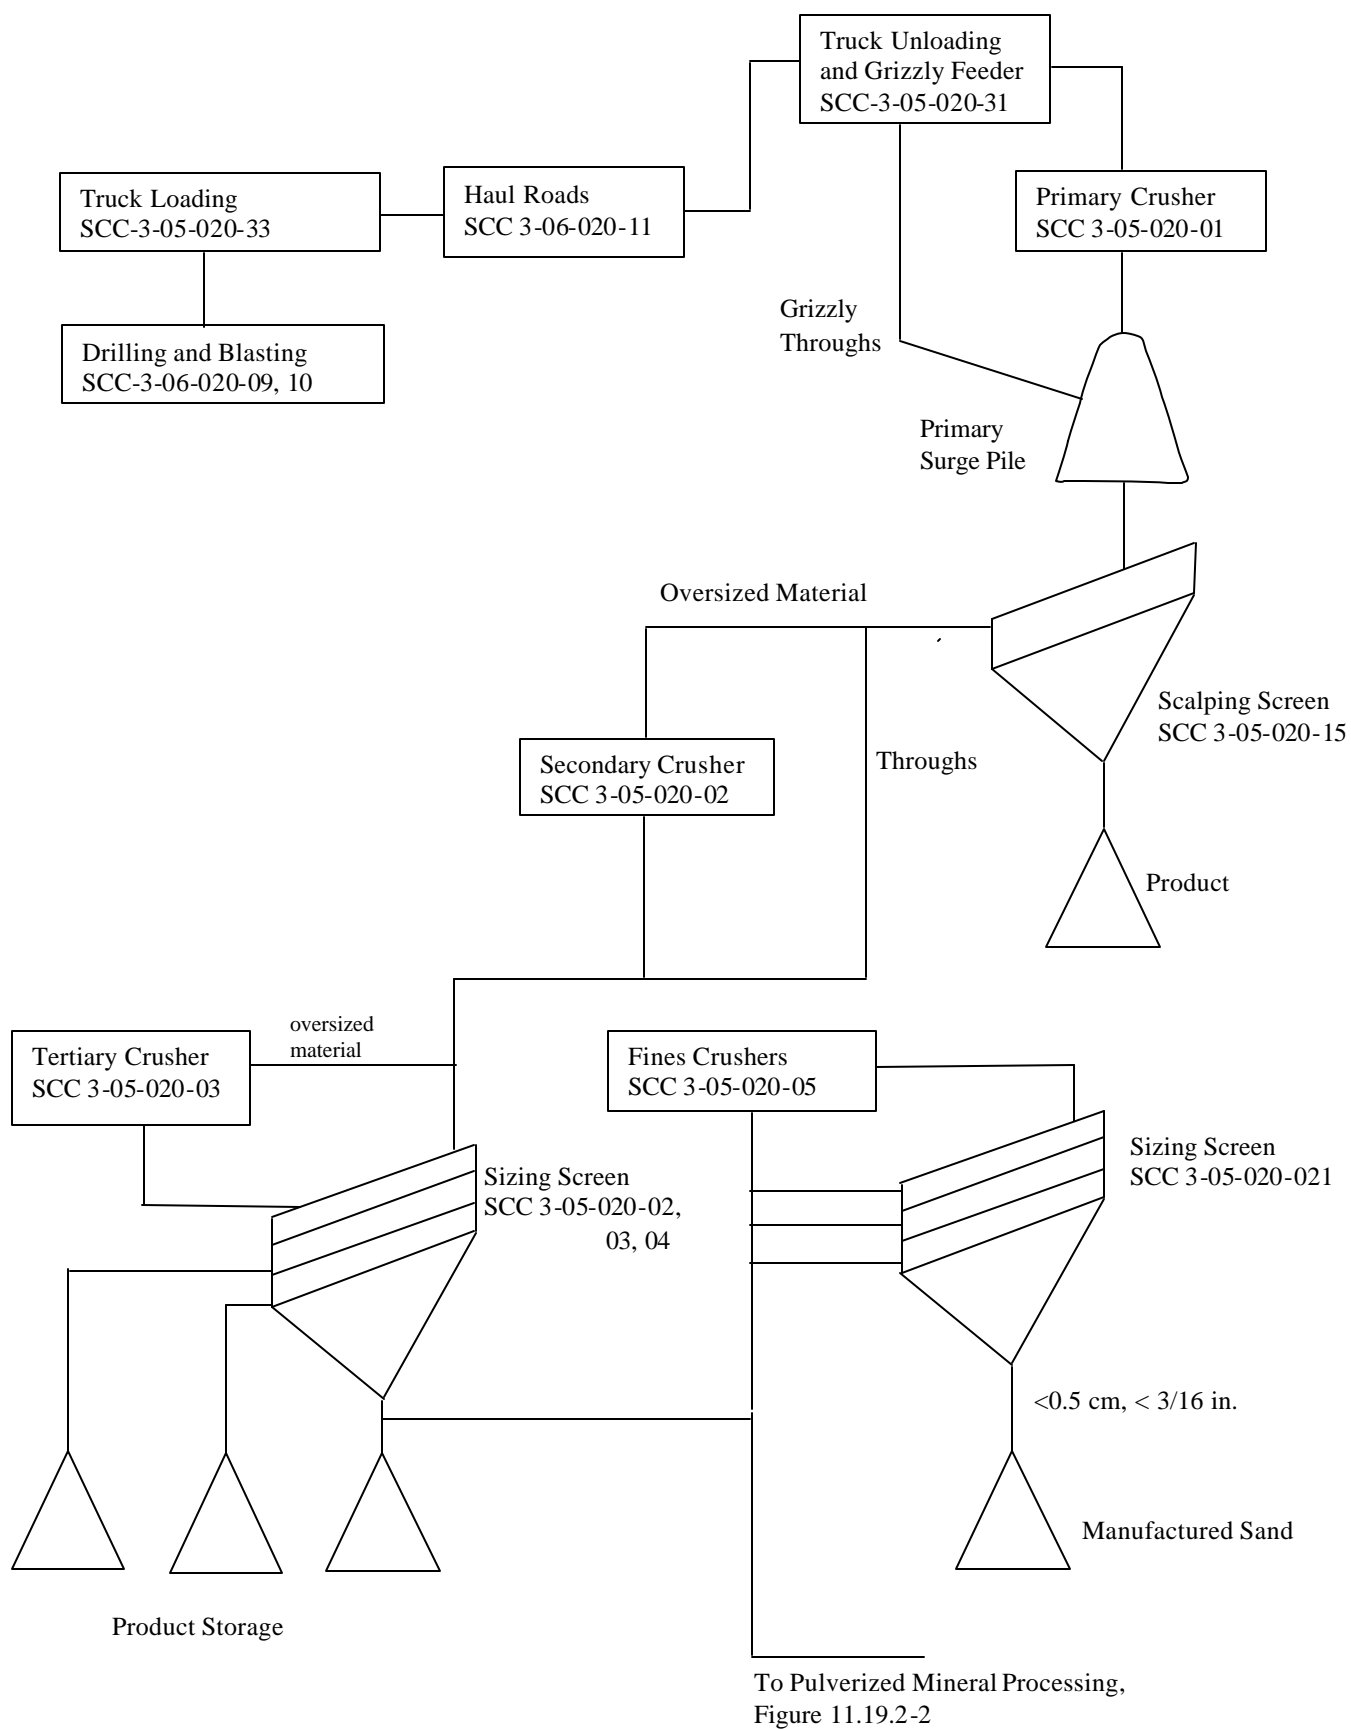 Truck Unloading
and Grizzly Feeder
SCC-3-05-020-31
Truck Loading
SCC-3-05-020-33
Haul Roads
SCC 3-06-020-11
Primary Crusher
SCC 3-05-020-01
Grizzly
Throughs
Drilling and Blasting
SCC-3-06-020-09, 10
Primary
Surge Pile
Oversized Material
Scalping Screen
SCC 3-05-020-15
Secondary Crusher
SCC 3-05-020-02
Throughs
Product
oversized
material
Tertiary Crusher
SCC 3-05-020-03
Fines Crushers
SCC 3-05-020-05
Sizing Screen
SCC 3-05-020-02,
03, 04
Sizing Screen
SCC 3-05-020-021
<0.5 cm, < 3/16 in.
Manufactured Sand
Product Storage
To Pulverized Mineral Processing,
Figure 11.19.2-2